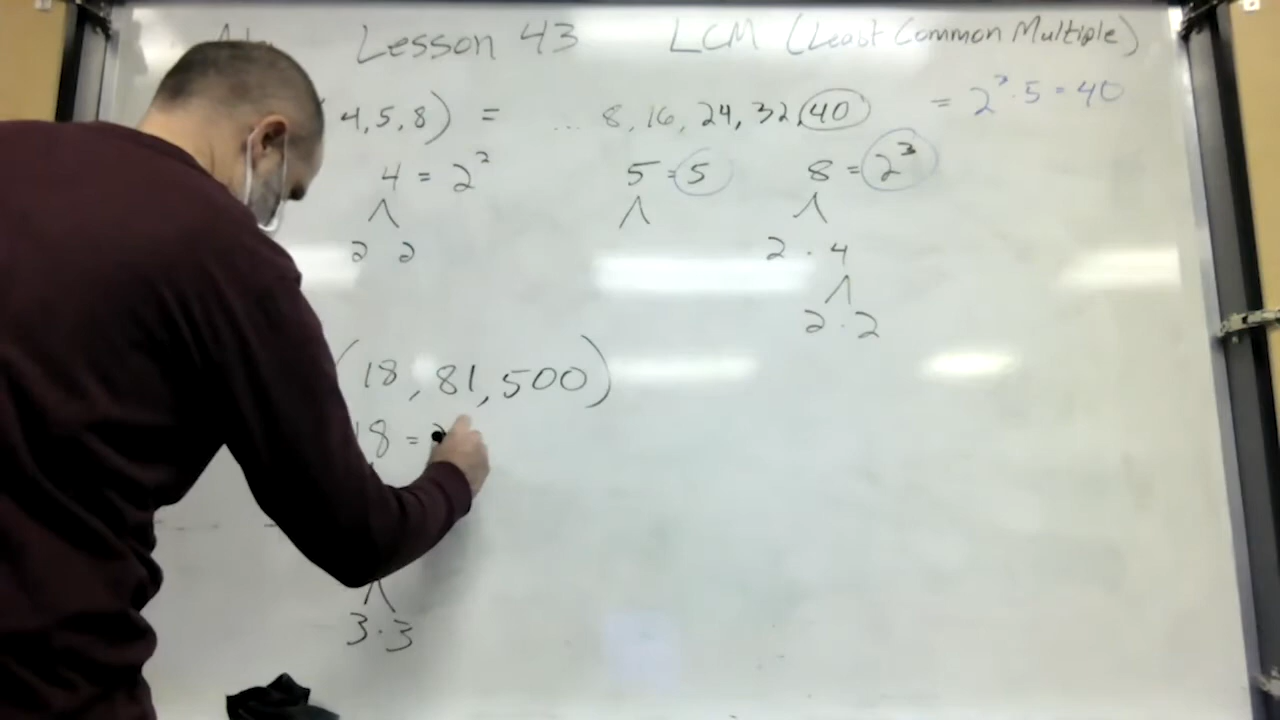 Lesson 43 LCM (Least Common Multiple)
4,5,8) = ... 8, 16, 24, 32, 40 = 2³·5 = 40
4 = 2² 5 = 5 8 = 2³
2 2 2 · 4
2 · 2
(18, 81, 500)
18 =
3·3